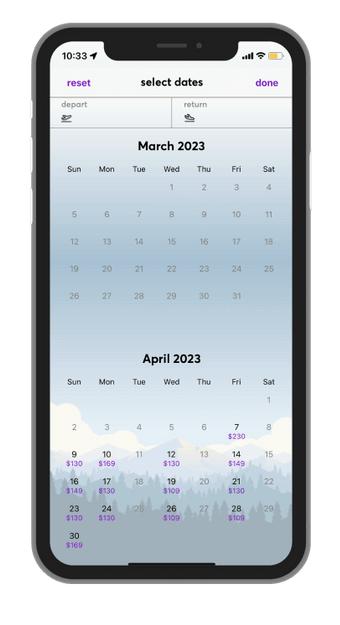 10:33
reset select dates done
depart return
March 2023
Sun Mon Tue Wed Thu Fri Sat
1 2 3 4
5 6 7 8 9 10 11
12 13 14 15 16 17 18
19 20 21 22 23 24 25
26 27 28 29 30 31
April 2023
Sun Mon Tue Wed Thu Fri Sat
1
2 3 4 5 6 7 8
$230
9 10 11 12 13 14 15
$130 $169 $130 $149
16 17 18 19 20 21 22
$149 $130 $109 $130
23 24 25 26 27 28 29
$130 $130 $109 $109
30
$169